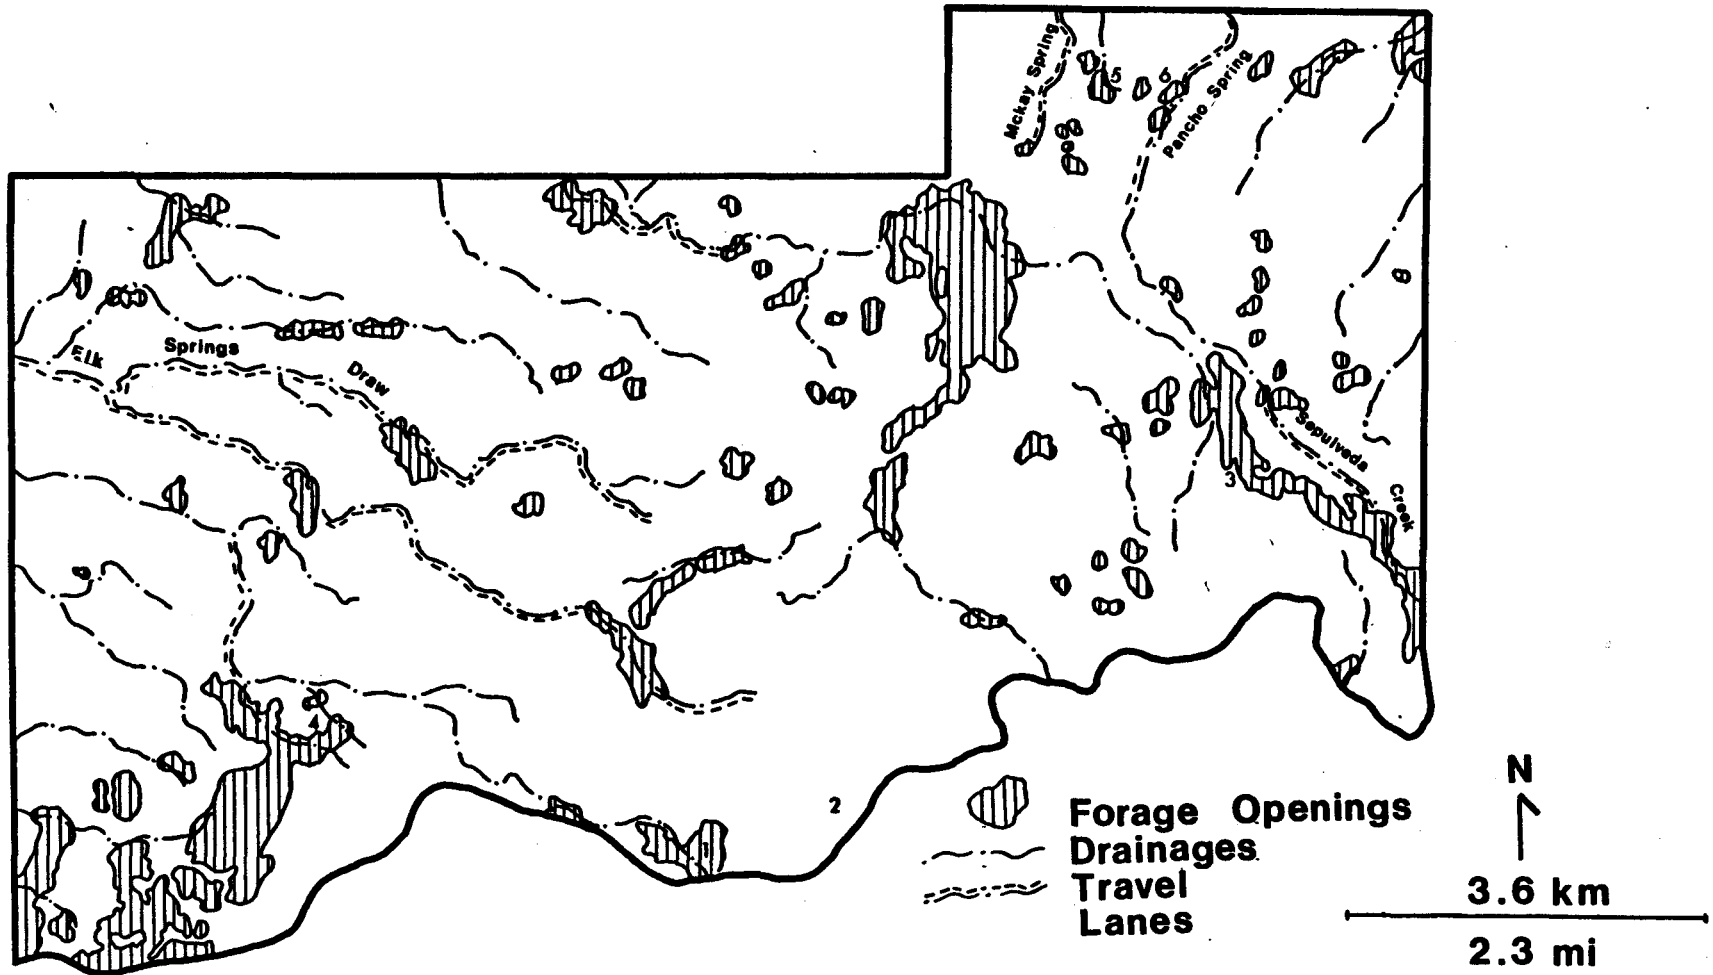 Mckay Spring
5
6
Pancho Spring
Elk
Springs
Draw
Sepulveda
Creek
3
4
2
Forage Openings
Drainages
Travel
Lanes
N
3.6 km
2.3 mi